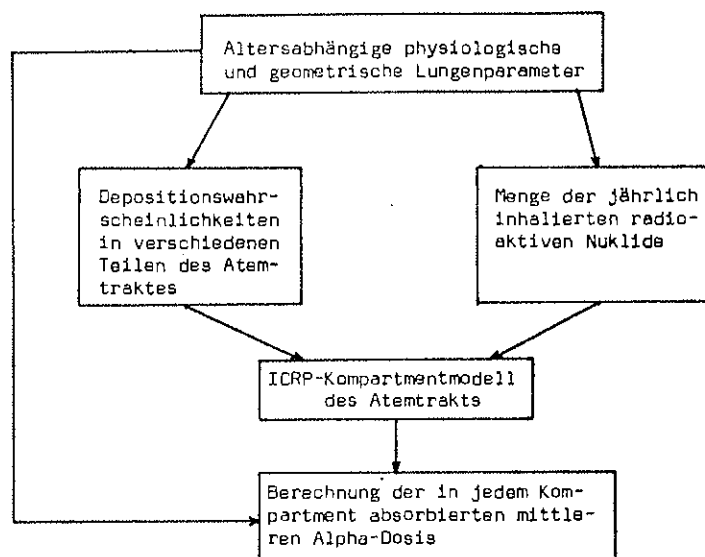 Altersabhängige physiologische
und geometrische Lungenparameter
Depositionswahr-
scheinlichkeiten
in verschiedenen
Teilen des Atem-
traktes
Menge der jährlich
inhalierten radio-
aktiven Nuklide
ICRP-Kompartmentmodell
des Atemtrakts
Berechnung der in jedem Kom-
partment absorbierten mittle-
ren Alpha-Dosis